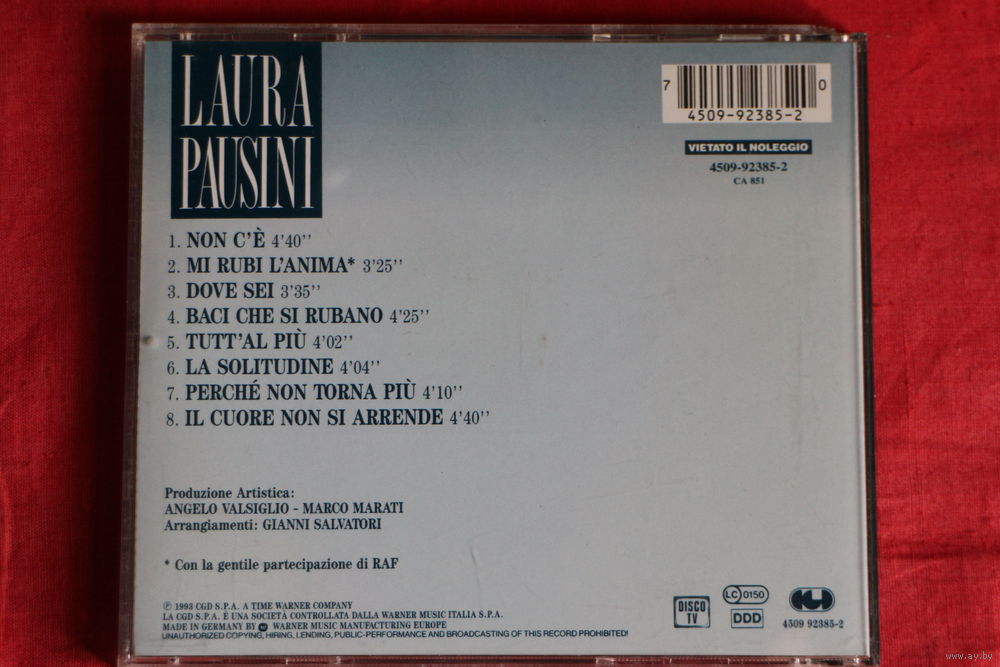 LAURA
PAUSINI
7 4509-92385-2 0
VIETATO IL NOLEGGIO
4509-92385-2
CA 851
1. NON C'È 4'40''
2. MI RUBI L'ANIMA* 3'25''
3. DOVE SEI 3'35''
4. BACI CHE SI RUBANO 4'25''
5. TUTT'AL PIÙ 4'02''
6. LA SOLITUDINE 4'04''
7. PERCHÉ NON TORNA PIÙ 4'10''
8. IL CUORE NON SI ARRENDE 4'40''
Produzione Artistica:
ANGELO VALSIGLIO - MARCO MARATI
Arrangiamenti: GIANNI SALVATORI
* Con la gentile partecipazione di RAF
℗ 1993 CGD S.P.A. A TIME WARNER COMPANY
LA CGD S.P.A. È UNA SOCIETÀ CONTROLLATA DALLA WARNER MUSIC ITALIA S.P.A.
MADE IN GERMANY BY WARNER MUSIC MANUFACTURING EUROPE
UNAUTHORIZED COPYING, HIRING, LENDING, PUBLIC-PERFORMANCE AND BROADCASTING OF THIS RECORD PROHIBITED!
DISCO
TV
LC 0150
DDD
4509 92385-2
www.ay.by